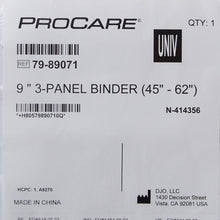 PROCARE®
QTY: 1
UNIV
REF 79-89071
9 " 3-PANEL BINDER (45" - 62")
N-414356
*+H80579890710Q*
HCPC: 1. A9270
MADE IN CHINA
DJO, LLC
1430 Decision Street
Vista, CA 92081 USA